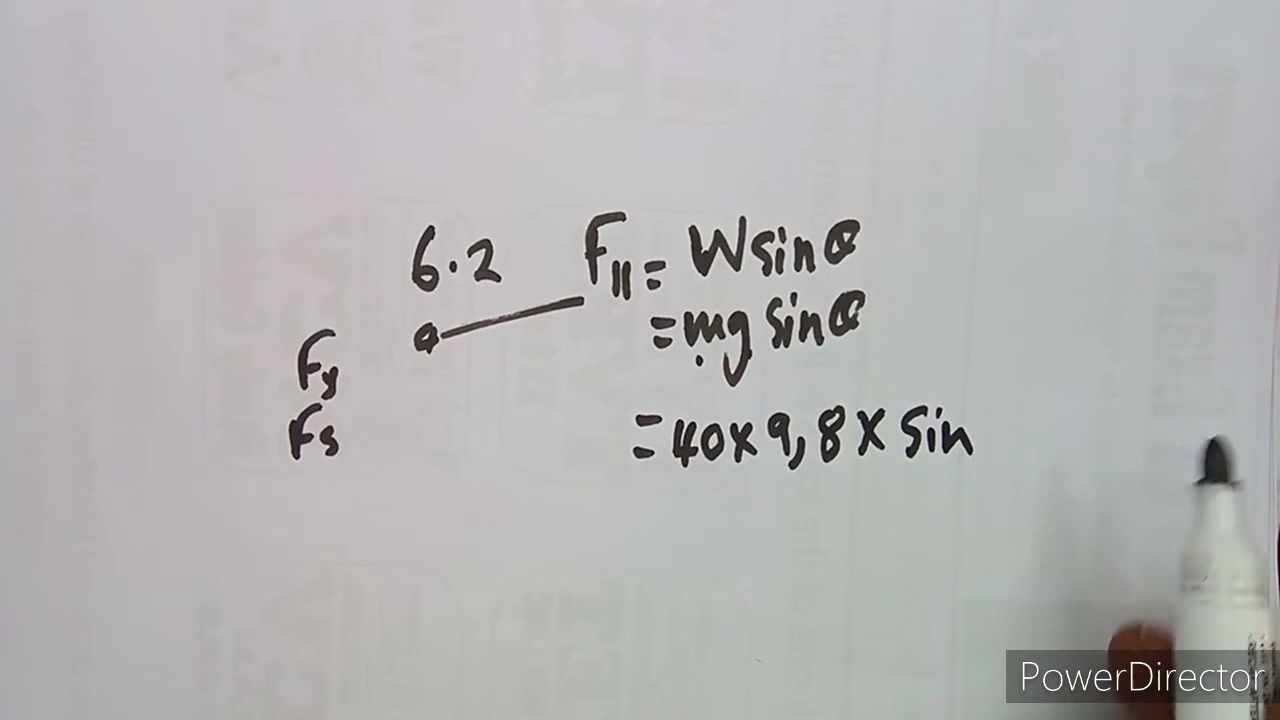 6.2 F|| = W sin θ
= mg sin θ
Fy
Fs
= 40 x 9,8 x sin
PowerDirector